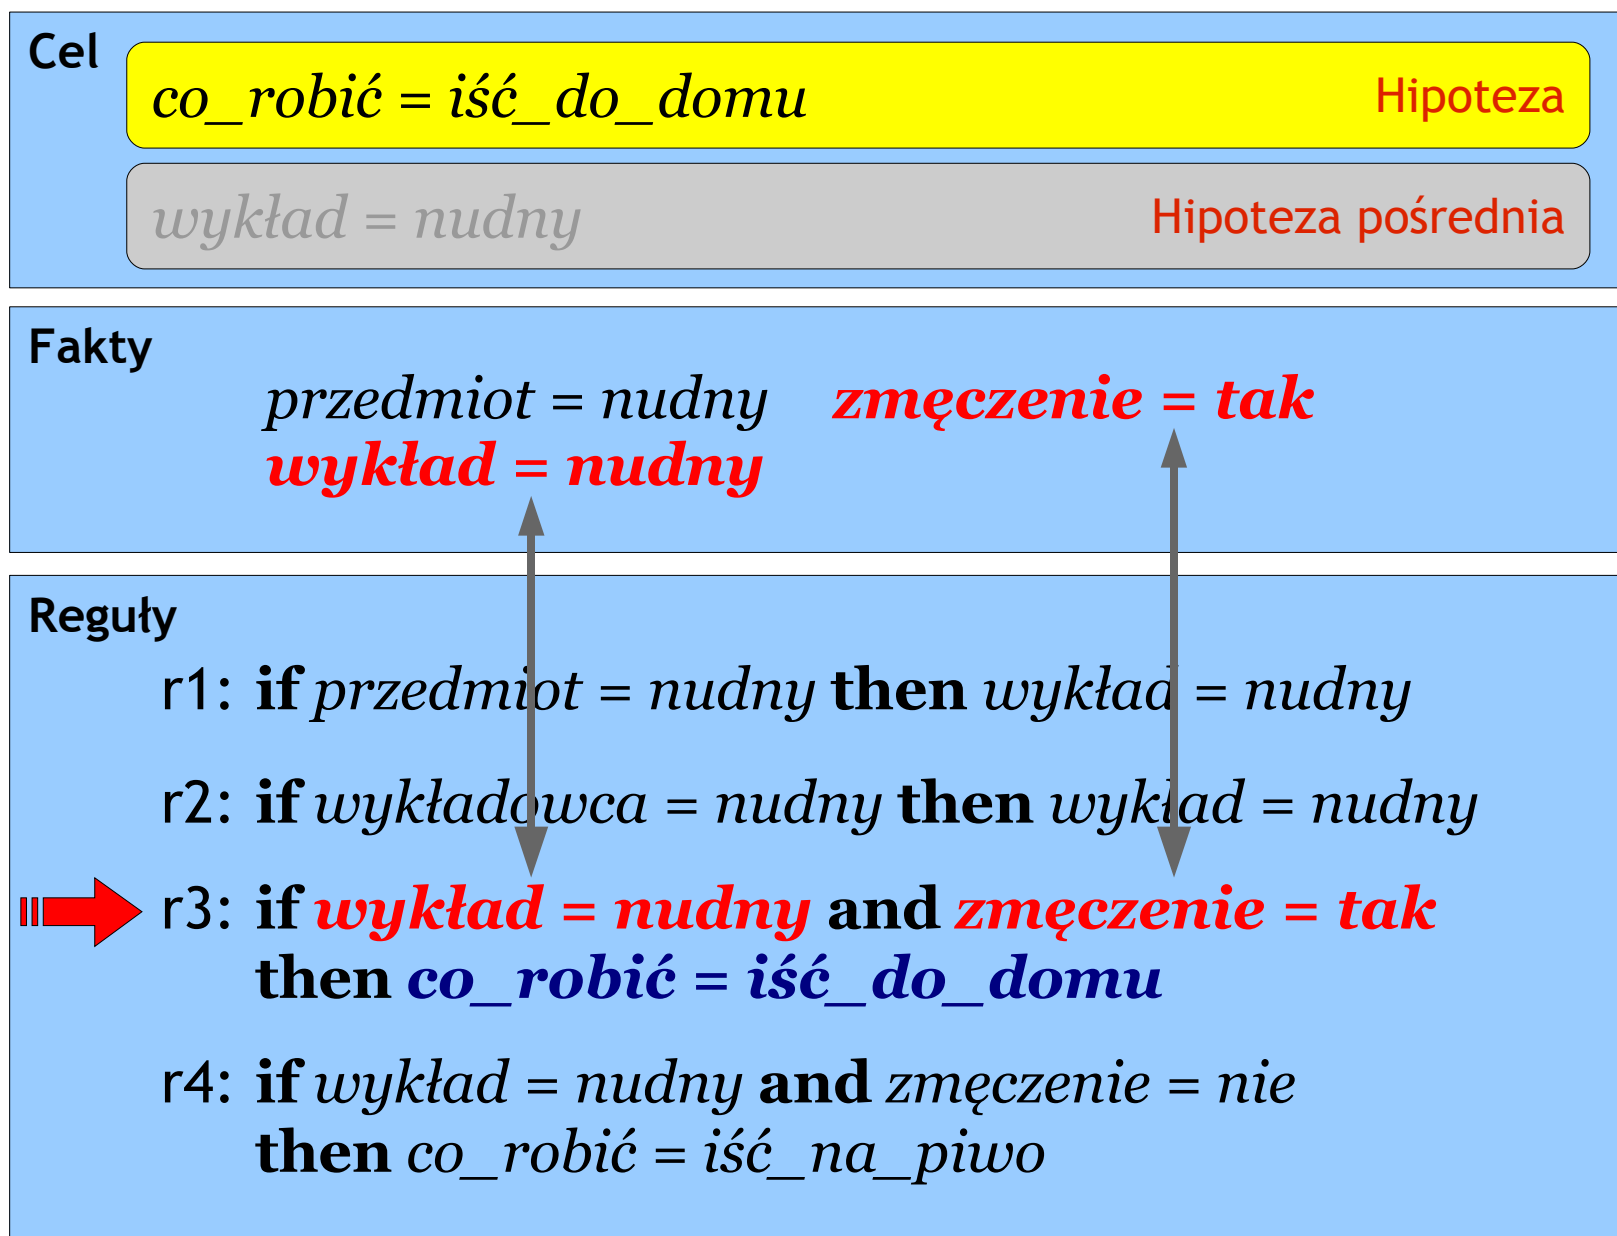 Cel
co_robić = iść_do_domu Hipoteza
wykład = nudny Hipoteza pośrednia
Fakty
przedmiot = nudny zmęczenie = tak
wykład = nudny
Reguły
r1: if przedmiot = nudny then wykład = nudny
r2: if wykładowca = nudny then wykład = nudny
r3: if wykład = nudny and zmęczenie = tak
then co_robić = iść_do_domu
r4: if wykład = nudny and zmęczenie = nie
then co_robić = iść_na_piwo